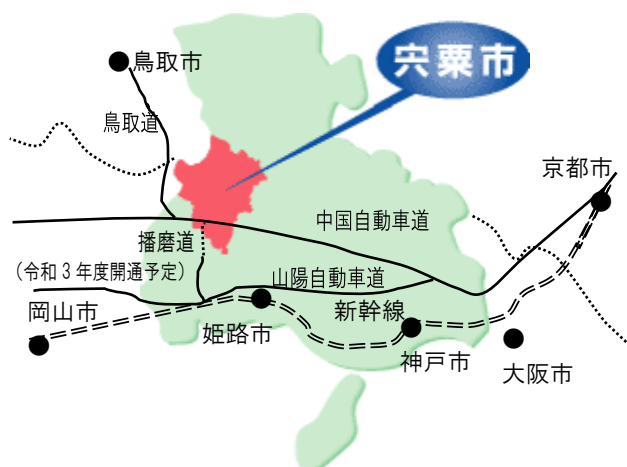 宍粟市
鳥取市
鳥取道
京都市
中国自動車道
播磨道
（令和３年度開通予定）
山陽自動車道
岡山市
新幹線
姫路市
神戸市
大阪市